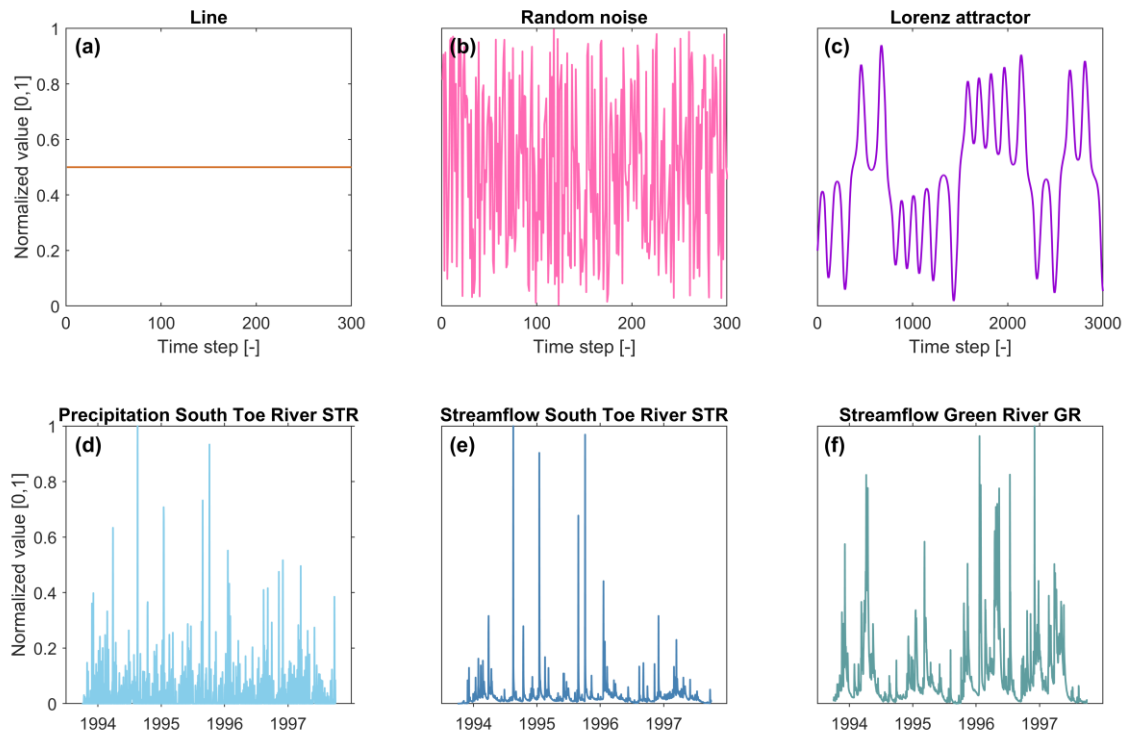 Line
Random noise
Lorenz attractor
(a)
(b)
(c)
Normalized value [0,1]
1
0.8
0.6
0.4
0.2
0
0 100 200 300
0 100 200 300
0 1000 2000 3000
Time step [-]
Time step [-]
Time step [-]
Precipitation South Toe River STR
Streamflow South Toe River STR
Streamflow Green River GR
(d)
(e)
(f)
Normalized value [0,1]
1
0.8
0.6
0.4
0.2
0
1994 1995 1996 1997
1994 1995 1996 1997
1994 1995 1996 1997